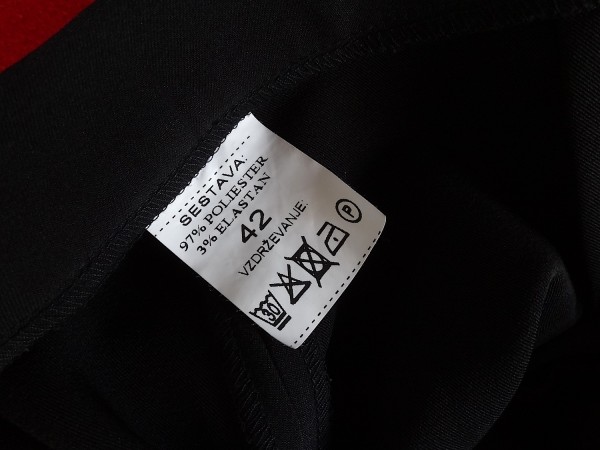 SESTAVA:
97% POLIESTER
3% ELASTAN
42
VZDRŽEVANJE:
30
P